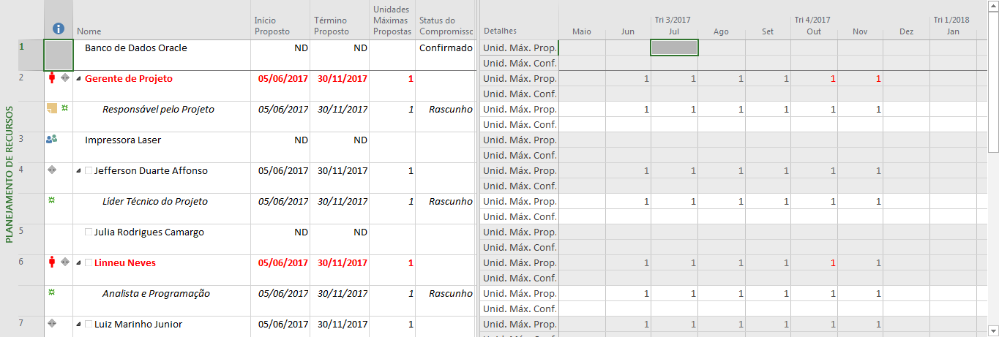 PLANEJAMENTO DE RECURSOS
Nome Início Proposto Término Proposto Unidades Máximas Propostas Status do Compromissc Detalhes
Tri 3/2017 Tri 4/2017 Tri 1/2018
Maio Jun Jul Ago Set Out Nov Dez Jan
1 Banco de Dados Oracle ND ND Confirmado Unid. Máx. Prop.
Unid. Máx. Conf.
2 Gerente de Projeto 05/06/2017 30/11/2017 1 Unid. Máx. Prop. 1 1 1 1 1 1
Unid. Máx. Conf.
Responsável pelo Projeto 05/06/2017 30/11/2017 1 Rascunho Unid. Máx. Prop. 1 1 1 1 1 1
Unid. Máx. Conf.
3 Impressora Laser ND ND Unid. Máx. Prop.
Unid. Máx. Conf.
4 Jefferson Duarte Affonso 05/06/2017 30/11/2017 1 Unid. Máx. Prop. 1 1 1 1 1 1
Unid. Máx. Conf.
Líder Técnico do Projeto 05/06/2017 30/11/2017 1 Rascunho Unid. Máx. Prop. 1 1 1 1 1 1
Unid. Máx. Conf.
5 Julia Rodrigues Camargo ND ND Unid. Máx. Prop.
Unid. Máx. Conf.
6 Linneu Neves 05/06/2017 30/11/2017 1 Unid. Máx. Prop. 1 1 1 1 1 1
Unid. Máx. Conf.
Analista e Programação 05/06/2017 30/11/2017 1 Rascunho Unid. Máx. Prop. 1 1 1 1 1 1
Unid. Máx. Conf.
7 Luiz Marinho Junior 05/06/2017 30/11/2017 1 Unid. Máx. Prop. 1 1 1 1 1 1
Unid. Máx. Conf.